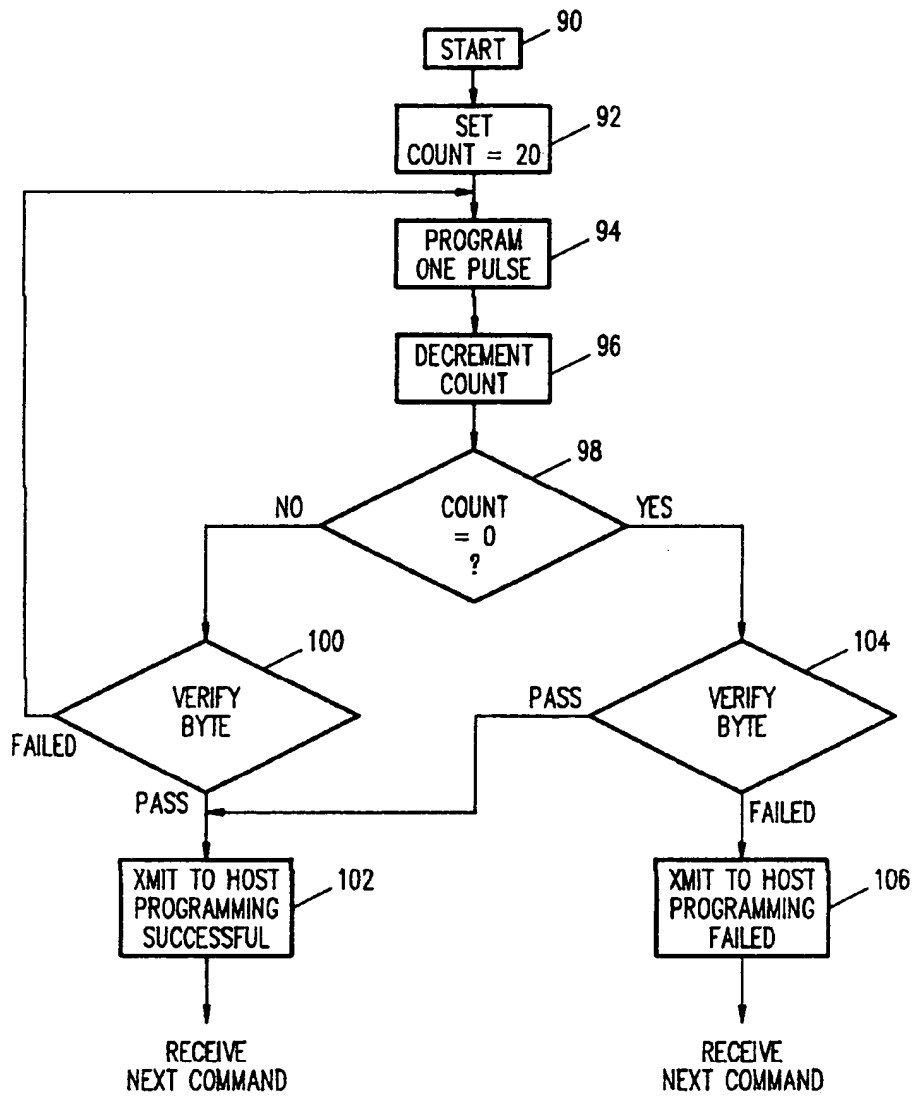 90
START
92
SET
COUNT = 20
94
PROGRAM
ONE PULSE
96
DECREMENT
COUNT
98
NO
COUNT
= 0
?
YES
100
VERIFY
BYTE
FAILED
PASS
104
PASS
VERIFY
BYTE
FAILED
102
XMIT TO HOST
PROGRAMMING
SUCCESSFUL
106
XMIT TO HOST
PROGRAMMING
FAILED
RECEIVE
NEXT COMMAND
RECEIVE
NEXT COMMAND